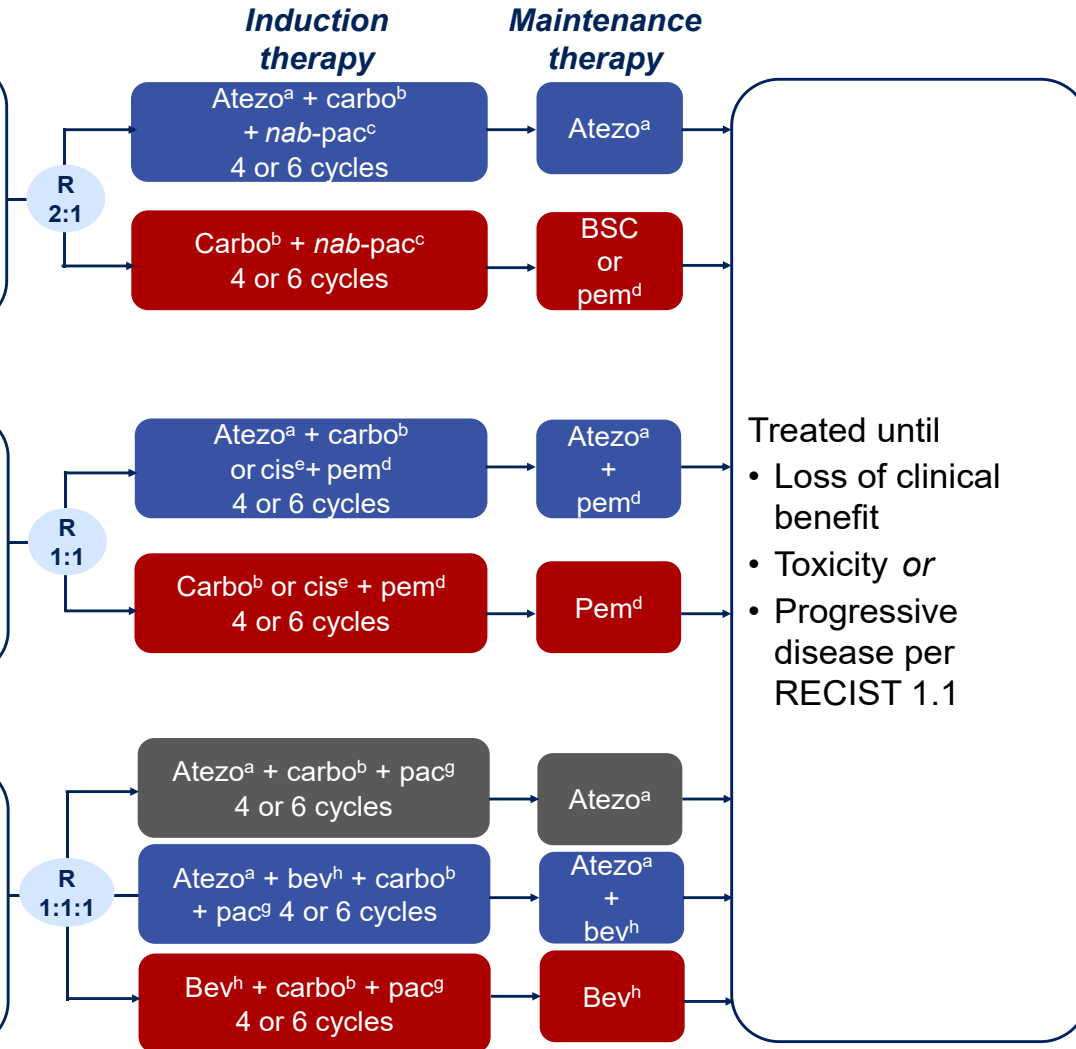 Induction
therapy
Maintenance
therapy
R
2:1
Atezoᵃ + carboᵇ
+ nab-pacᶜ
4 or 6 cycles
Atezoᵃ
Carboᵇ + nab-pacᶜ
4 or 6 cycles
BSC
or
pemᵈ
R
1:1
Atezoᵃ + carboᵇ
or cisᵉ+ pemᵈ
4 or 6 cycles
Atezoᵃ
+
pemᵈ
Carboᵇ or cisᵉ + pemᵈ
4 or 6 cycles
Pemᵈ
R
1:1:1
Atezoᵃ + carboᵇ + pacᵍ
4 or 6 cycles
Atezoᵃ
Atezoᵃ + bevʰ + carboᵇ
+ pacᵍ 4 or 6 cycles
Atezoᵃ
+
bevʰ
Bevʰ + carboᵇ + pacᵍ
4 or 6 cycles
Bevʰ
Treated until
• Loss of clinical
benefit
• Toxicity or
• Progressive
disease per
RECIST 1.1